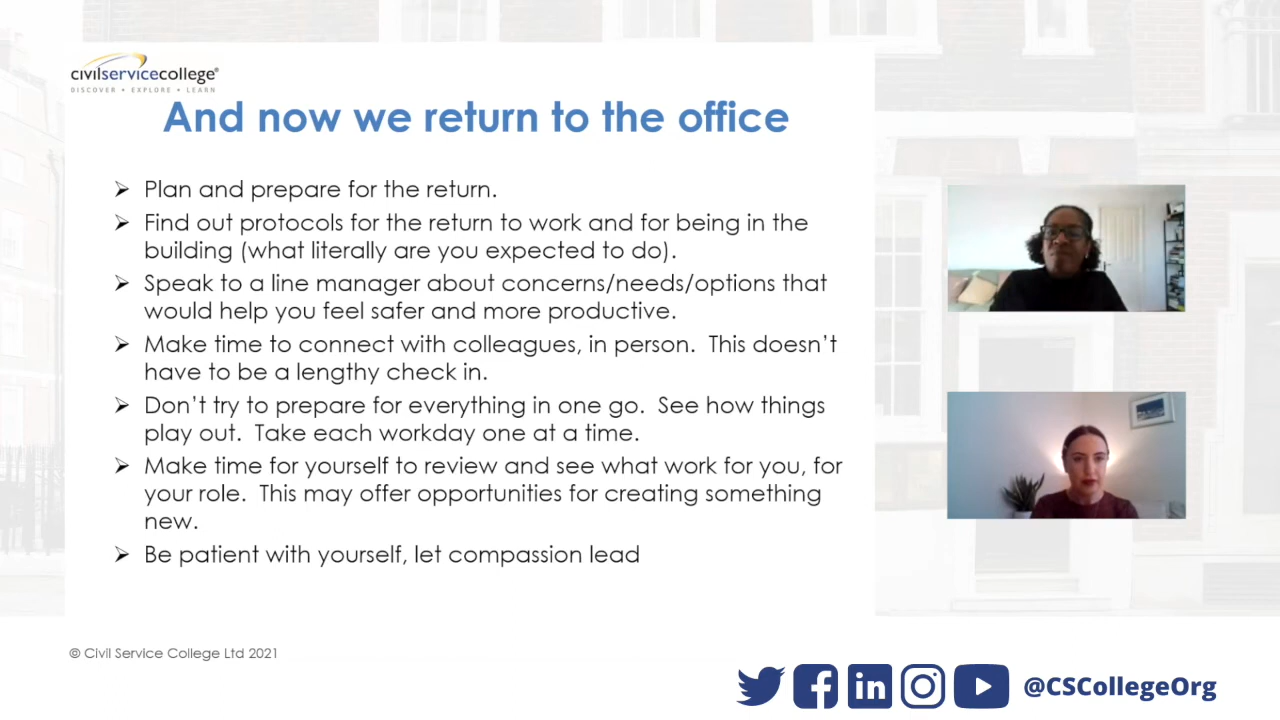 civilservicecollege®
DISCOVER • EXPLORE • LEARN
And now we return to the office
➢ Plan and prepare for the return.
➢ Find out protocols for the return to work and for being in the
building (what literally are you expected to do).
➢ Speak to a line manager about concerns/needs/options that
would help you feel safer and more productive.
➢ Make time to connect with colleagues, in person.  This doesn’t
have to be a lengthy check in.
➢ Don’t try to prepare for everything in one go.  See how things
play out.  Take each workday one at a time.
➢ Make time for yourself to review and see what work for you, for
your role.  This may offer opportunities for creating something
new.
➢ Be patient with yourself, let compassion lead
© Civil Service College Ltd 2021
@CSCollegeOrg